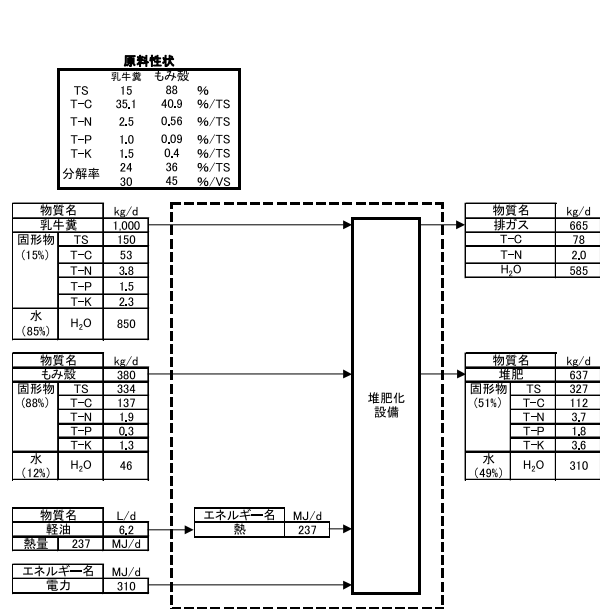 原料性状
乳牛糞 もみ殻
TS 15 88 %
T-C 35.1 40.9 %/TS
T-N 2.5 0.56 %/TS
T-P 1.0 0.09 %/TS
T-K 1.5 0.4 %/TS
分解率 24 36 %/TS
30 45 %/VS
物質名 kg/d
乳牛糞 1,000
固形物 (15%) TS 150
T-C 53
T-N 3.8
T-P 1.5
T-K 2.3
水 (85%) H₂O 850
物質名 kg/d
もみ殻 380
固形物 (88%) TS 334
T-C 137
T-N 1.9
T-P 0.3
T-K 1.3
水 (12%) H₂O 46
物質名 L/d
軽油 6.2
熱量 237 MJ/d
エネルギー名 MJ/d
電力 310
エネルギー名 MJ/d
熱 237
堆肥化
設備
物質名 kg/d
排ガス 665
T-C 78
T-N 2.0
H₂O 585
物質名 kg/d
堆肥 637
固形物 (51%) TS 327
T-C 112
T-N 3.7
T-P 1.8
T-K 3.6
水 (49%) H₂O 310